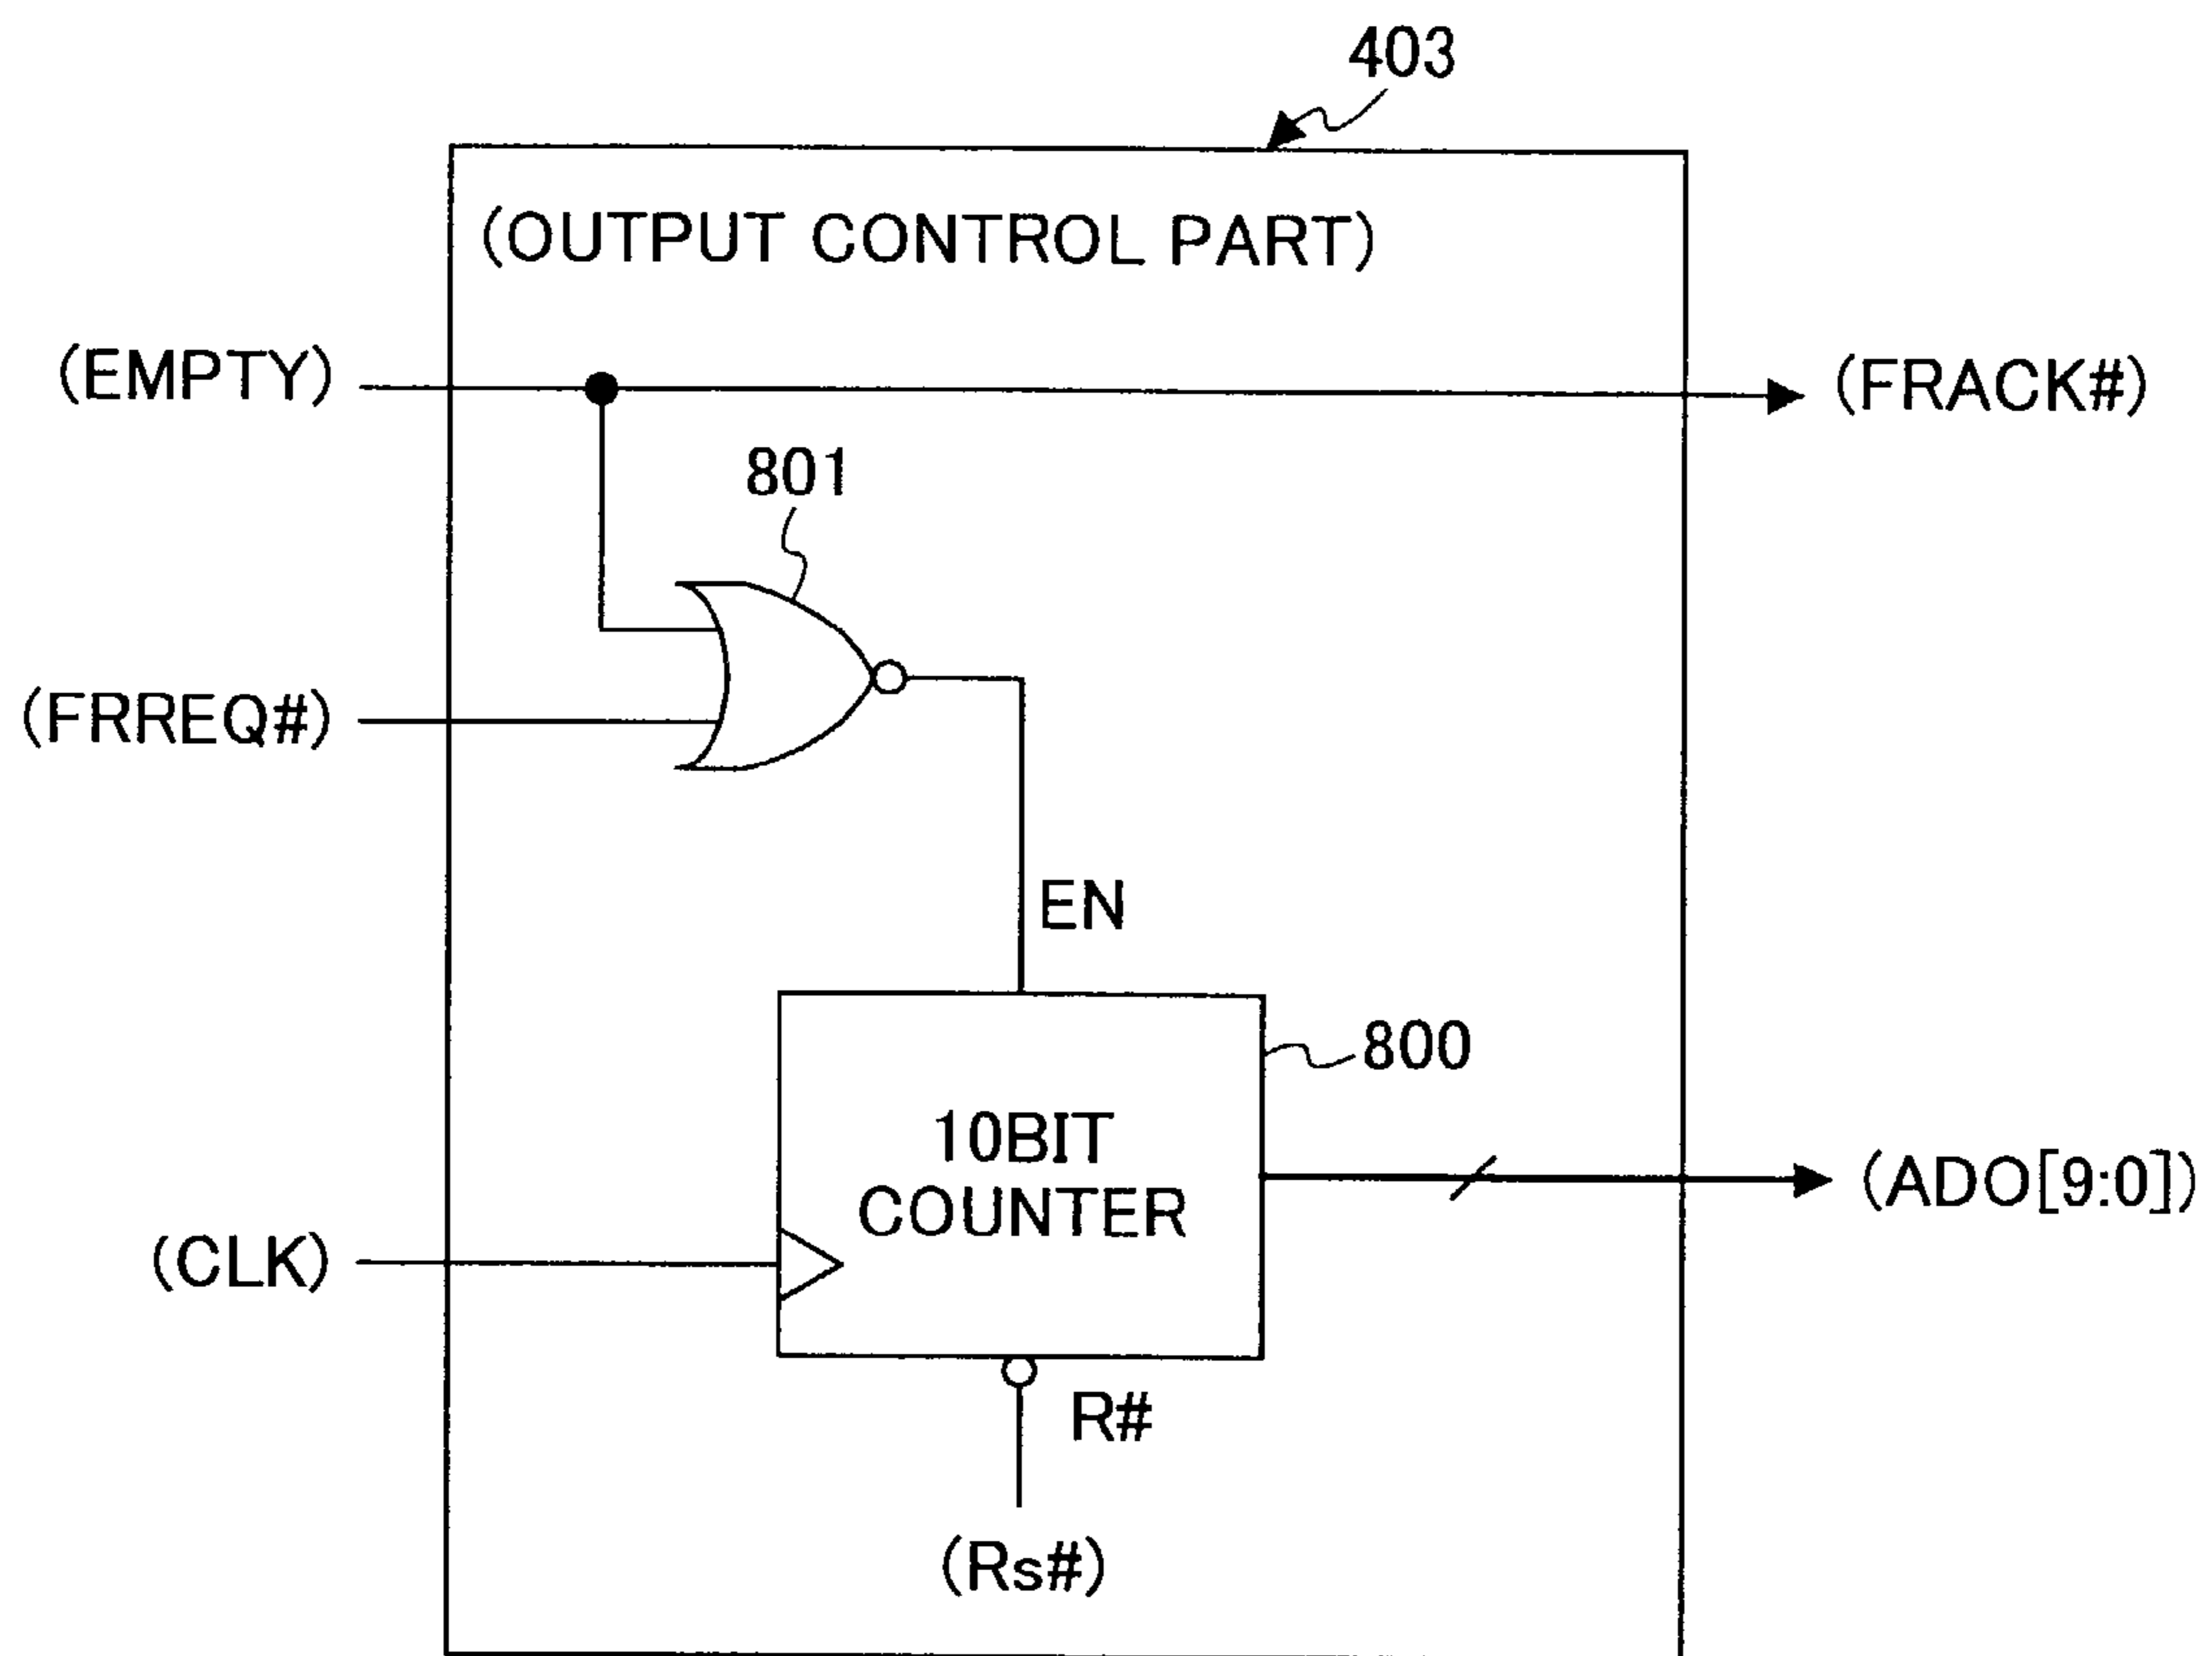 403
(OUTPUT CONTROL PART)
(EMPTY)
(FRACK#)
801
(FRREQ#)
EN
800
10BIT
COUNTER
(ADO[9:0])
(CLK)
R#
(Rs#)